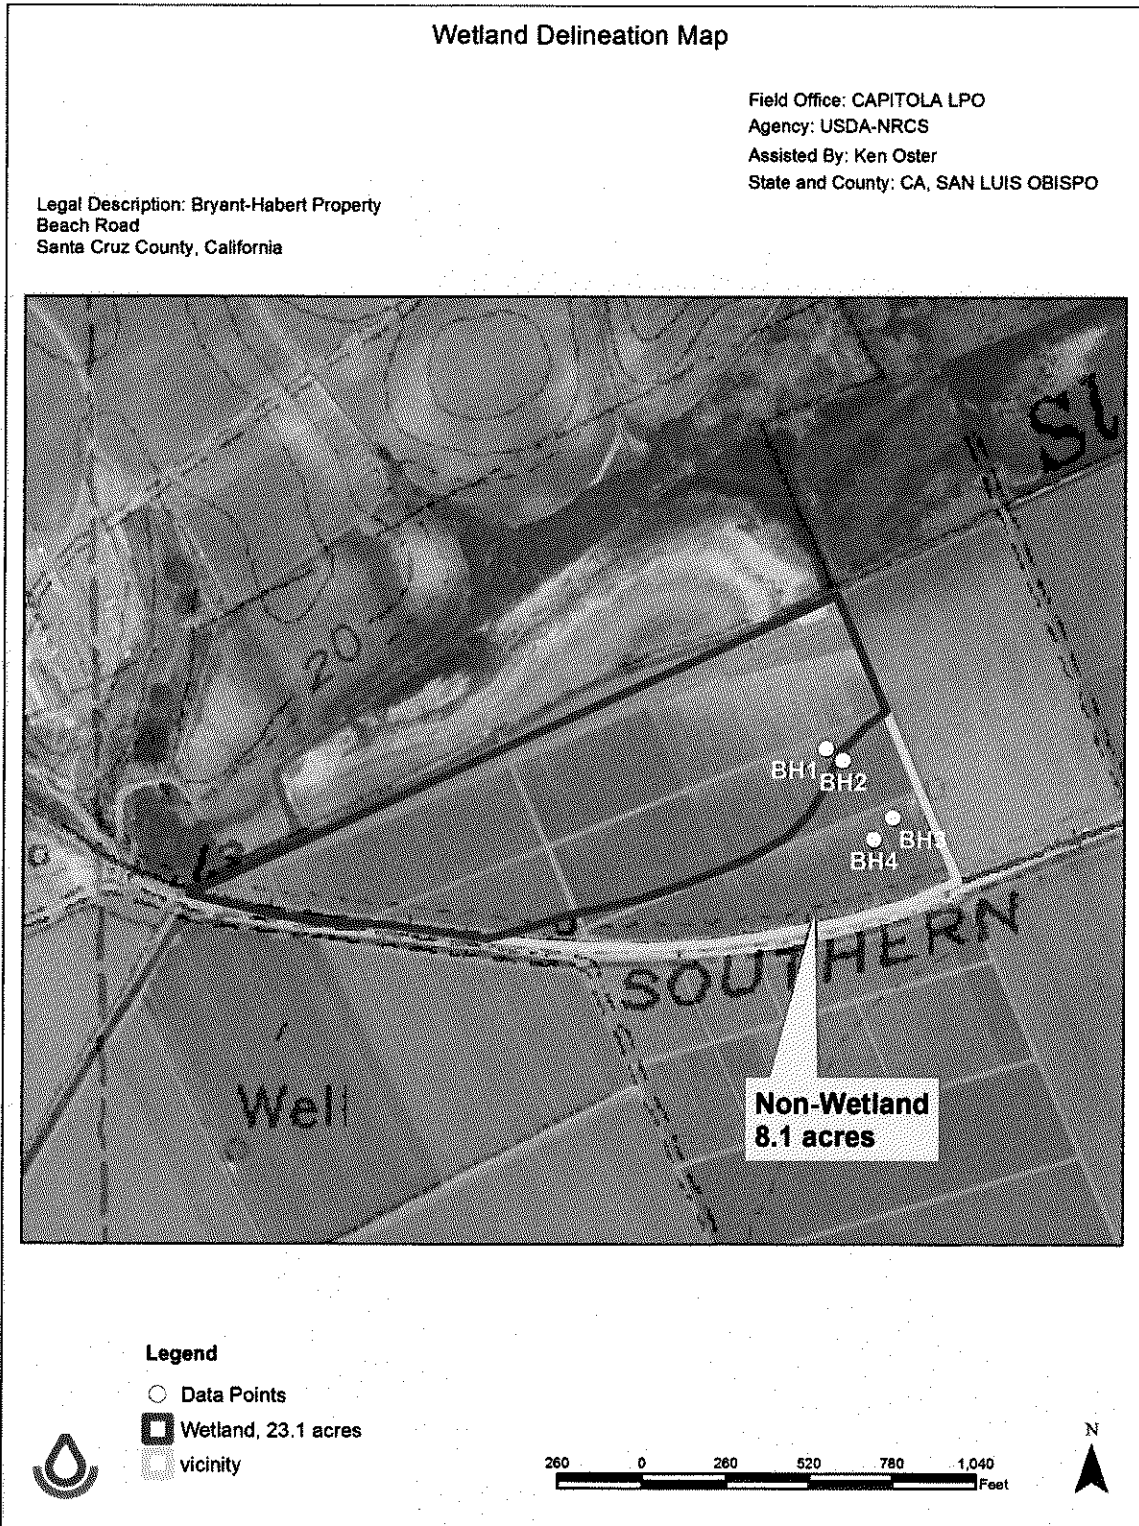 Wetland Delineation Map
Field Office: CAPITOLA LPO
Agency: USDA-NRCS
Assisted By: Ken Oster
State and County: CA, SAN LUIS OBISPO
Legal Description: Bryant-Habert Property
Beach Road
Santa Cruz County, California
Sl
20
BH1
BH2
BH3
BH4
13
SOUTHERN
Well
Non-Wetland
8.1 acres
Legend
Data Points
Wetland, 23.1 acres
vicinity
N
260 0 260 520 780 1,040
Feet